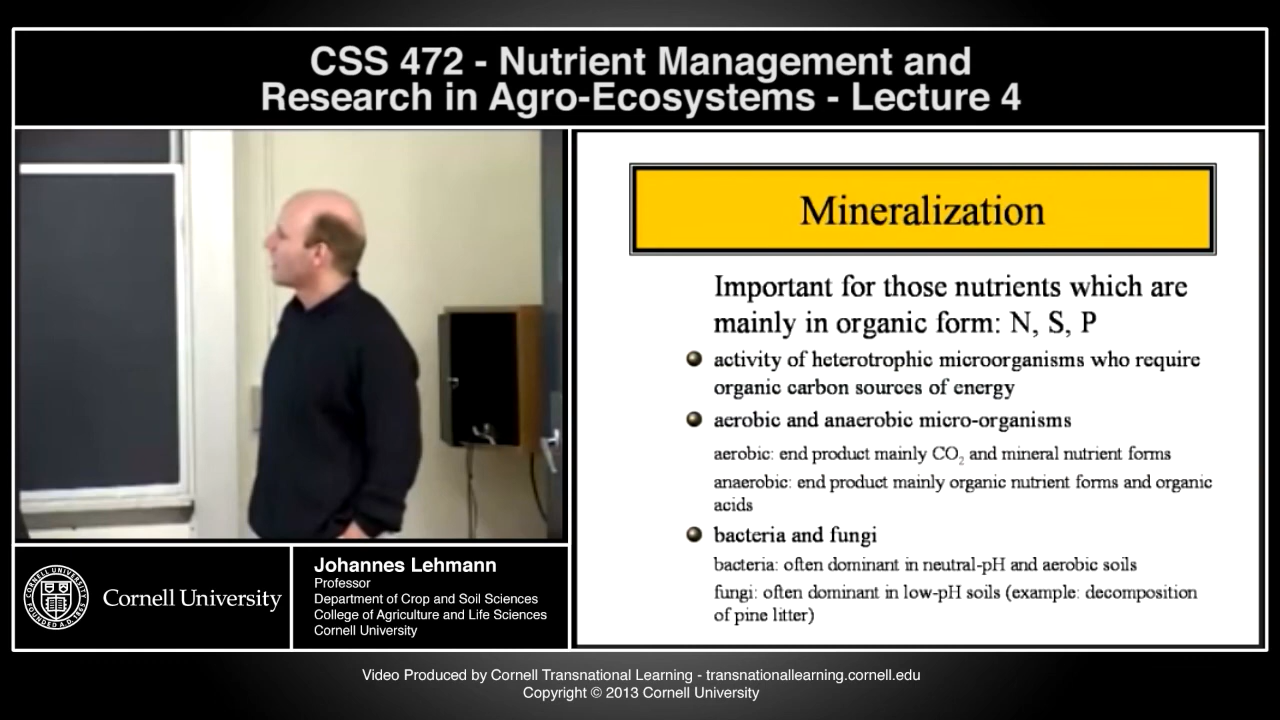 CSS 472 - Nutrient Management and
Research in Agro-Ecosystems - Lecture 4
Mineralization
Important for those nutrients which are
mainly in organic form: N, S, P
activity of heterotrophic microorganisms who require
organic carbon sources of energy
aerobic and anaerobic micro-organisms
aerobic: end product mainly CO₂ and mineral nutrient forms
anaerobic: end product mainly organic nutrient forms and organic
acids
bacteria and fungi
bacteria: often dominant in neutral-pH and aerobic soils
fungi: often dominant in low-pH soils (example: decomposition
of pine litter)
Cornell University
Johannes Lehmann
Professor
Department of Crop and Soil Sciences
College of Agriculture and Life Sciences
Cornell University
Video Produced by Cornell Transnational Learning - transnationallearning.cornell.edu
Copyright © 2013 Cornell University